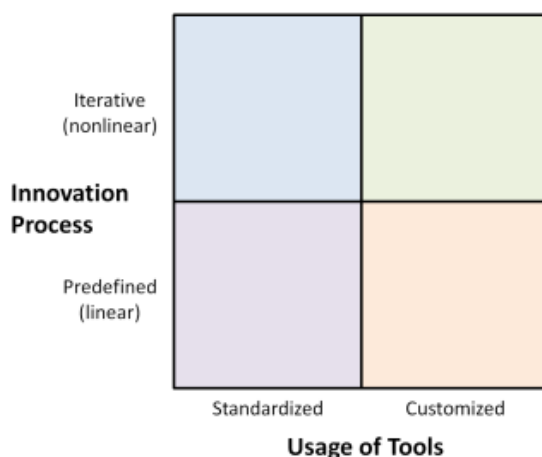 Iterative
(nonlinear)
Innovation
Process
Predefined
(linear)
Standardized
Customized
Usage of Tools